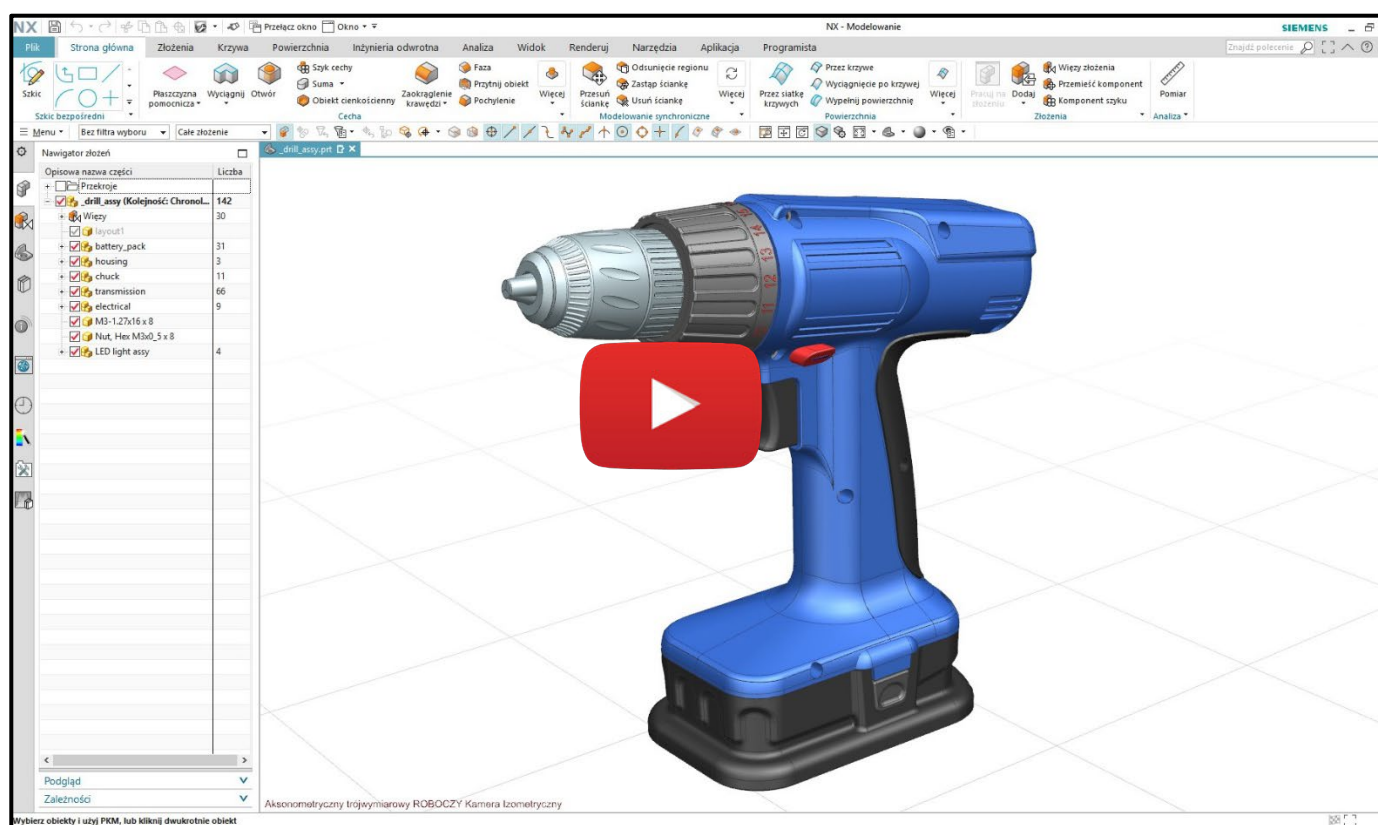 NX Przełącz okno Okno NX - Modelowanie SIEMENS
Plik Strona główna Złożenia Krzywa Powierzchnia Inżynieria odwrotna Analiza Widok Renderuj Narzędzia Aplikacja Programista Znajdź polecenie
Szkic
Szkic bezpośredni
Płaszczyzna pomocnicza
Wyciągnij
Otwór
Szyk cechy
Suma
Obiekt cienkościenny
Zaokrąglenie krawędzi
Faza
Przytnij obiekt
Pochylenie
Więcej
Cecha
Przesuń ściankę
Odsunięcie regionu
Zastąp ściankę
Usuń ściankę
Więcej
Modelowanie synchroniczne
Przez siatkę krzywych
Przez krzywe
Wyciągnięcie po krzywej
Wypełnij powierzchnię
Więcej
Powierzchnia
Pracuj na złożeniu
Dodaj
Więzy złożenia
Przemieść komponent
Komponent szyku
Złożenia
Pomiar
Analiza
Menu Bez filtra wyboru Całe złożenie
Nawigator złożeń
_drill_assy.prt
Opisowa nazwa części Liczba
Przekroje
_drill_assy (Kolejność: Chronol... 142
Więzy 30
layout1
battery_pack 31
housing 3
chuck 11
transmission 66
electrical 9
M3-1.27x16 x 8
Nut, Hex M3x0_5 x 8
LED light assy 4
14
13
12
11
Podgląd
Zależności
Aksonometryczny trójwymiarowy ROBOCZY Kamera Izometryczny
Wybierz obiekty i użyj PKM, lub kliknij dwukrotnie obiekt